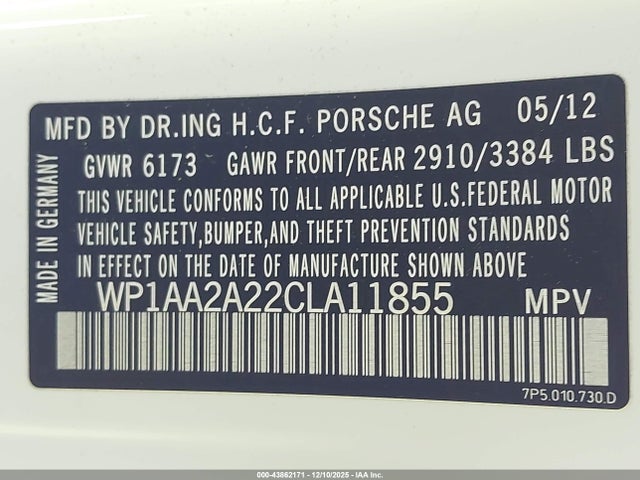 MFD BY DR.ING H.C.F. PORSCHE AG 05/12
GVWR 6173 GAWR FRONT/REAR 2910/3384 LBS
THIS VEHICLE CONFORMS TO ALL APPLICABLE U.S.FEDERAL MOTOR
VEHICLE SAFETY,BUMPER,AND THEFT PREVENTION STANDARDS
IN EFFECT ON THE DATE OF MANUFACTURE SHOWN ABOVE
MADE IN GERMANY
WP1AA2A22CLA11855 MPV
7P5.010.730.D
000-43862171 - 12/10/2025 - IAA Inc.